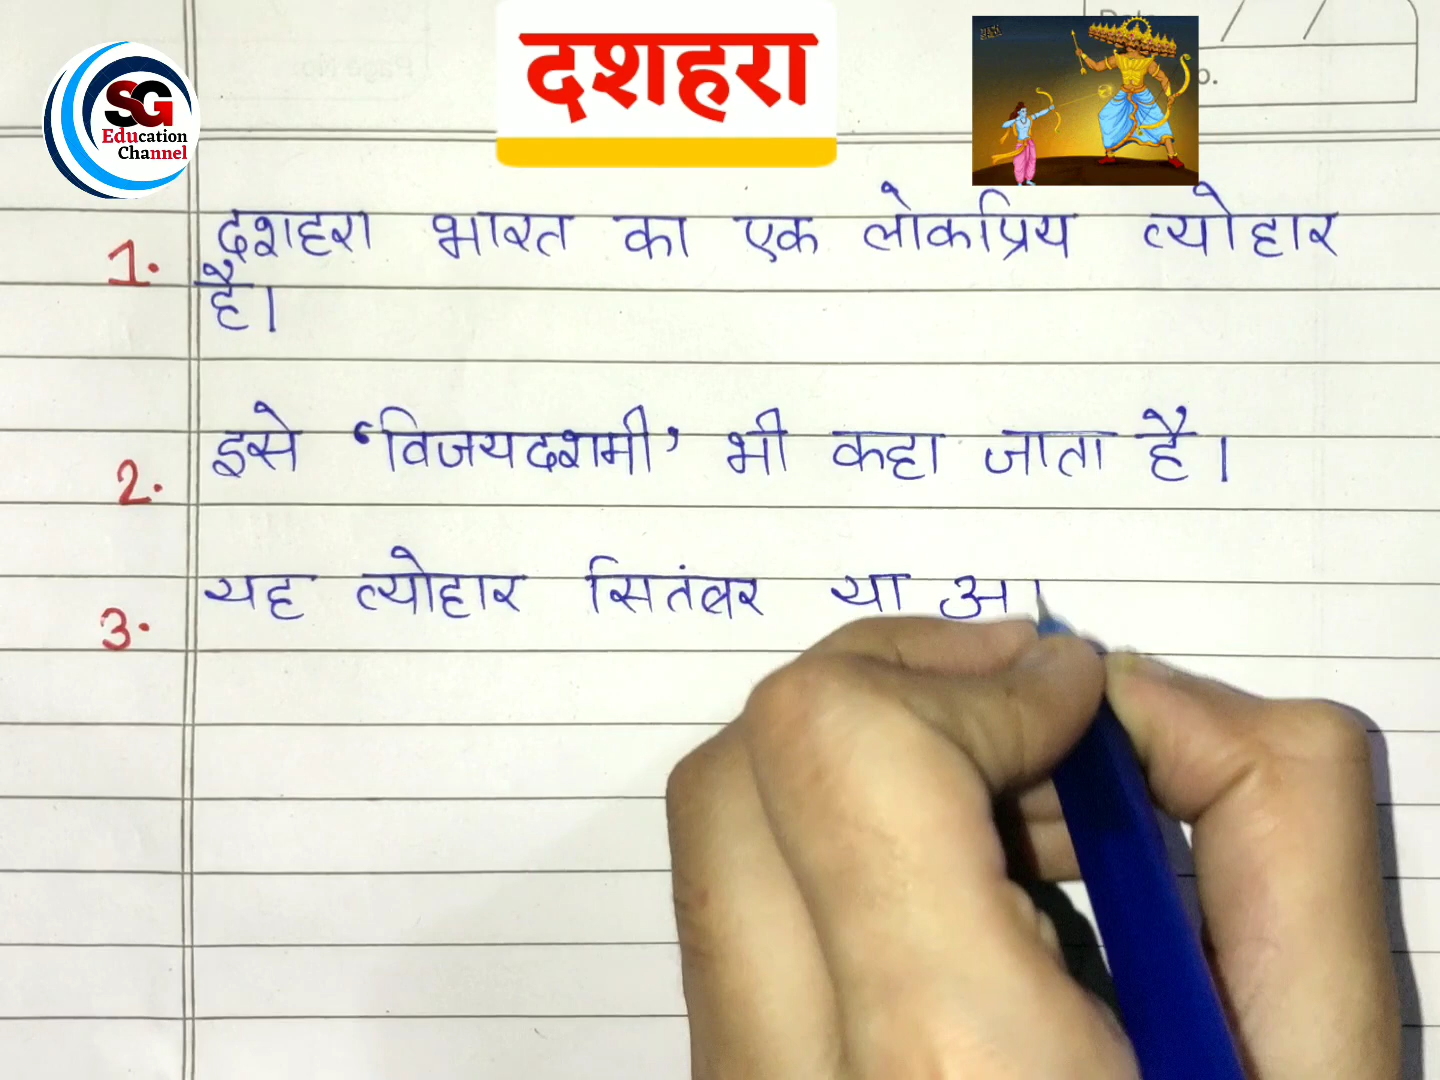 दशहरा
SG
Education
Channel
1. दशहरा भारत का एक लोकप्रिय त्योहार
है।
2. इसे ‘विजयदशमी’ भी कहा जाता है।
3. यह त्योहार सितंबर या